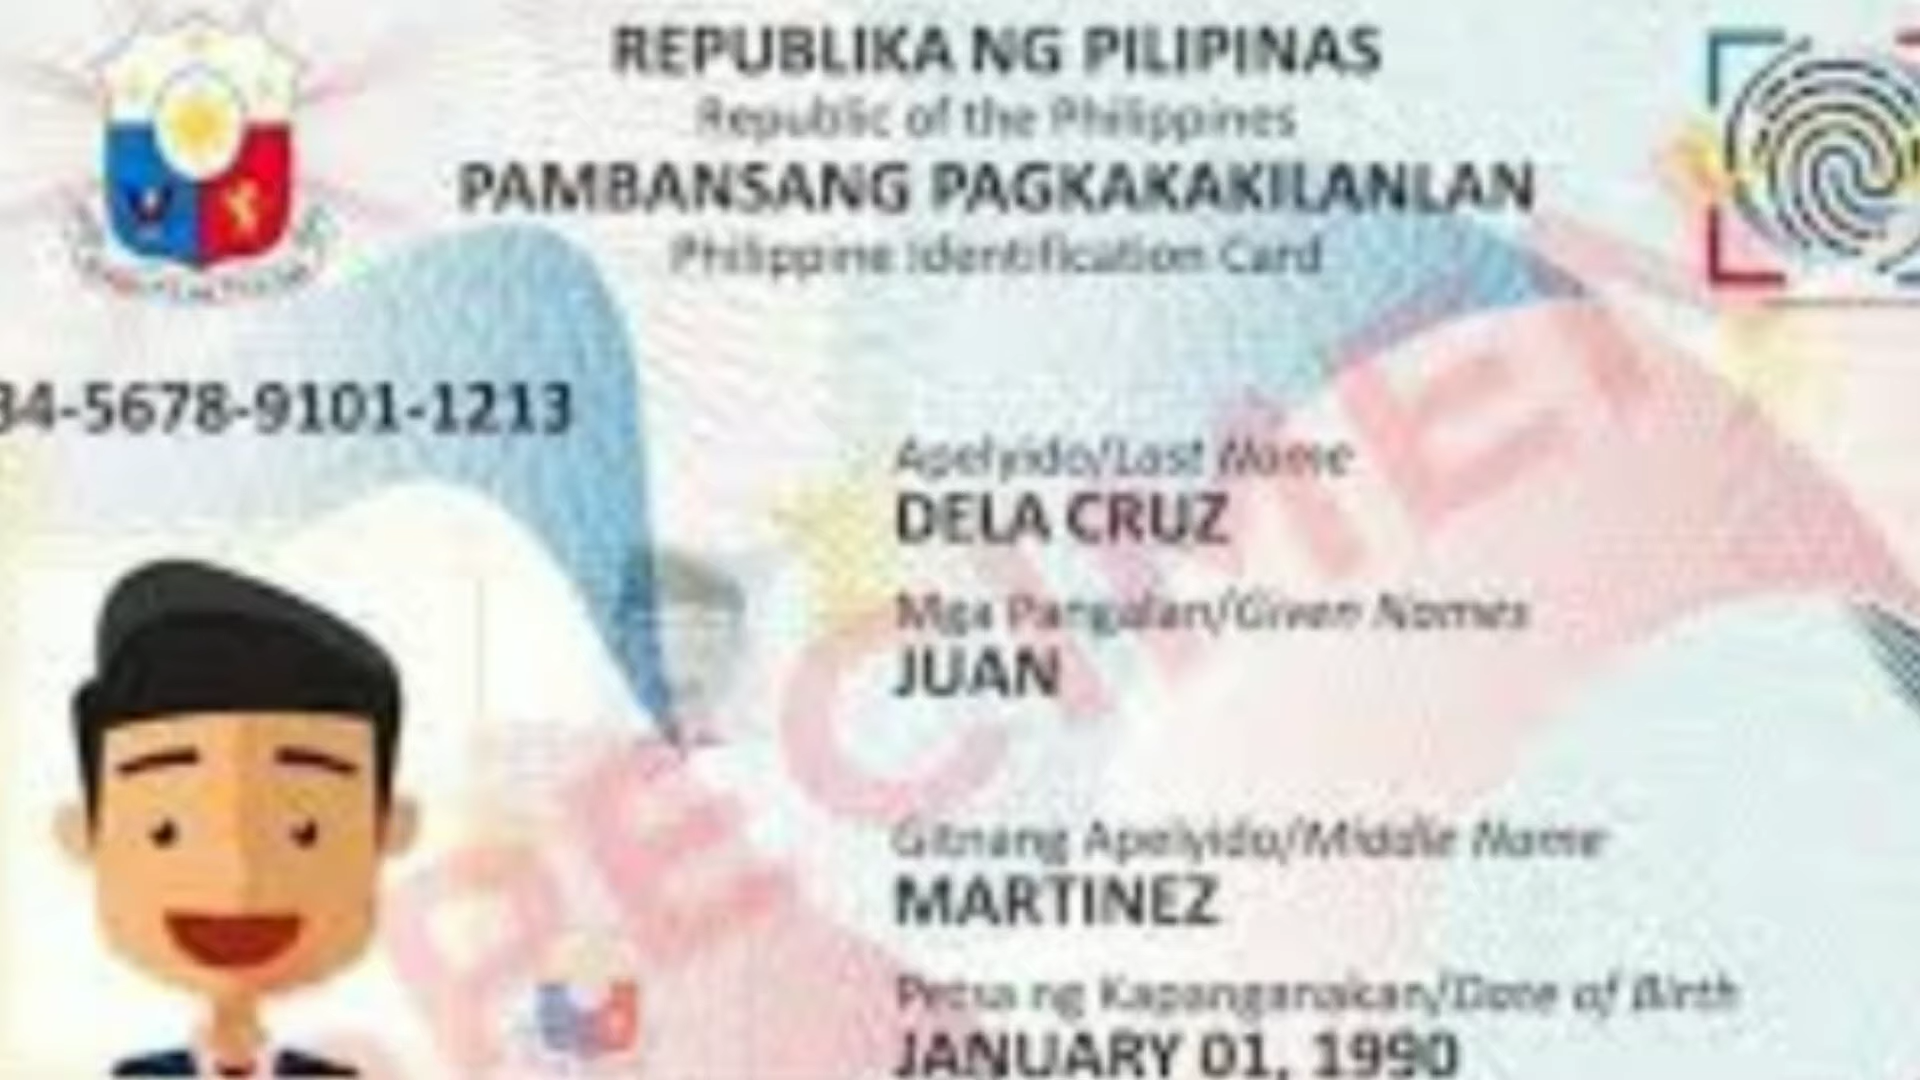 REPUBLIKA NG PILIPINAS
Republic of the Philippines
PAMBANSANG PAGKAKAKILANLAN
Philippine Identification Card
34-5678-9101-1213
Apelyido/Last Name
DELA CRUZ
Mga Pangalan/Given Names
JUAN
Gitnang Apelyido/Middle Name
MARTINEZ
Petsa ng Kapanganakan/Date of Birth
JANUARY 01, 1990
SPECIMEN